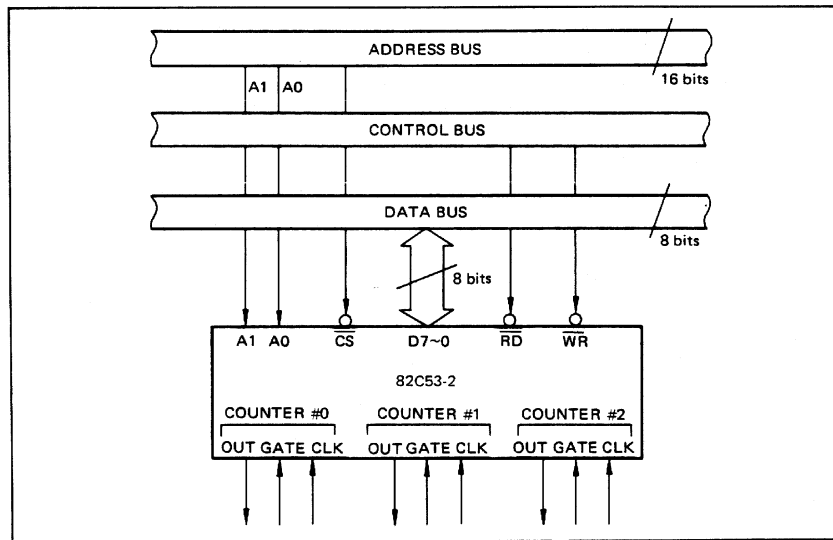 ADDRESS BUS
16 bits
A1 A0
CONTROL BUS
DATA BUS
8 bits
8 bits
A1 A0 CS D7~0 RD WR
82C53-2
COUNTER #0 COUNTER #1 COUNTER #2
OUT GATE CLK OUT GATE CLK OUT GATE CLK